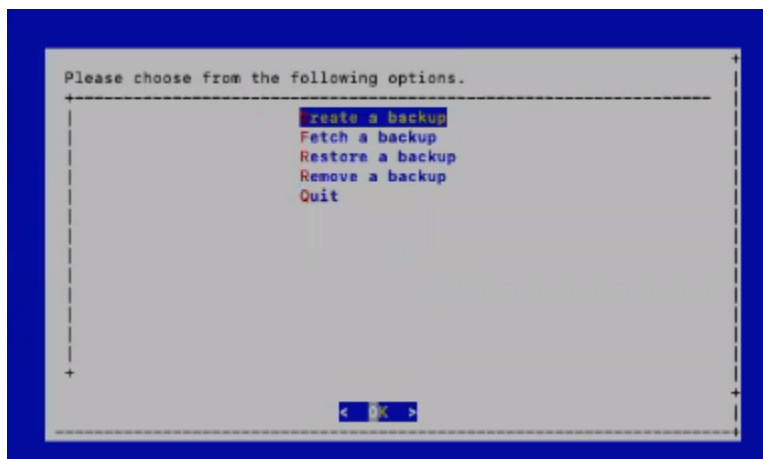 Please choose from the following options.
Create a backup
Fetch a backup
Restore a backup
Remove a backup
Quit
< OK >